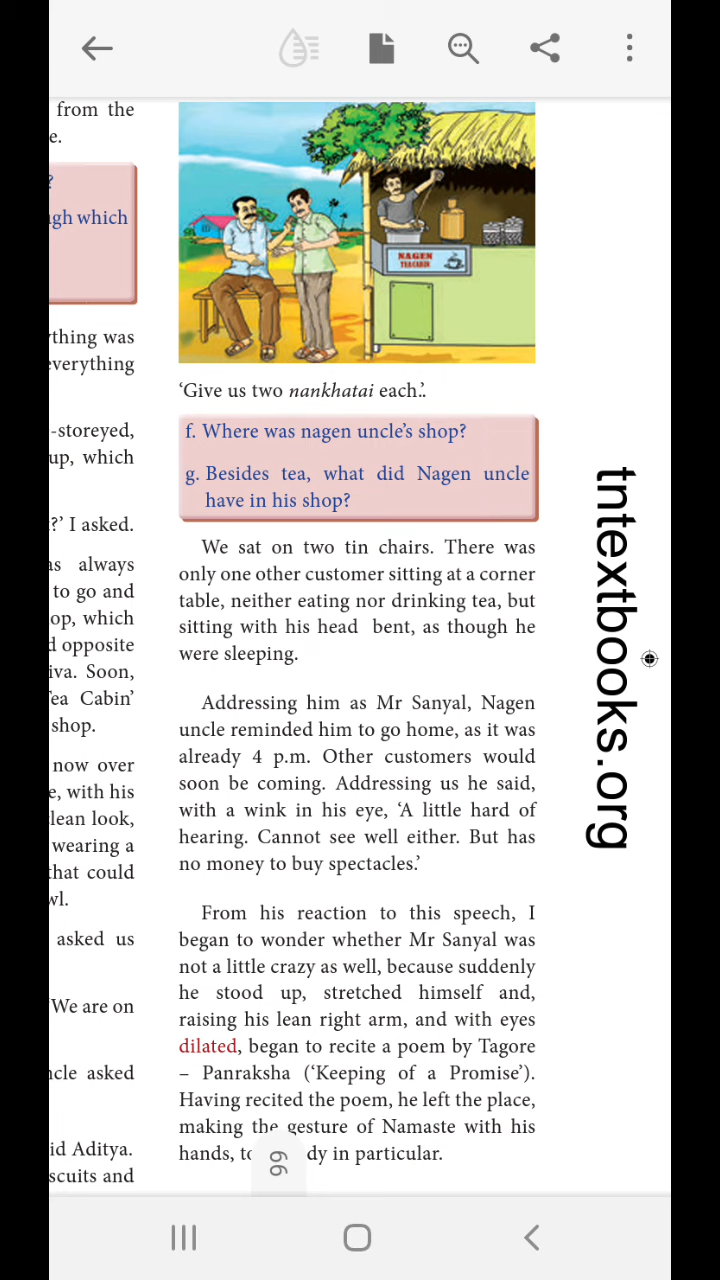 from the
e.
?
gh which
ything was
everything
-storeyed,
up, which
?’ I asked.
as always
to go and
op, which
d opposite
iva. Soon,
Tea Cabin’
shop.
now over
e, with his
clean look,
wearing a
that could
wl.
asked us
We are on
ncle asked
id Aditya.
scuits and
NAGEN
TEA CABIN
‘Give us two nankhatai each.’.
f. Where was nagen uncle’s shop?
g. Besides tea, what did Nagen uncle
have in his shop?
We sat on two tin chairs. There was
only one other customer sitting at a corner
table, neither eating nor drinking tea, but
sitting with his head bent, as though he
were sleeping.
Addressing him as Mr Sanyal, Nagen
uncle reminded him to go home, as it was
already 4 p.m. Other customers would
soon be coming. Addressing us he said,
with a wink in his eye, ‘A little hard of
hearing. Cannot see well either. But has
no money to buy spectacles.’
From his reaction to this speech, I
began to wonder whether Mr Sanyal was
not a little crazy as well, because suddenly
he stood up, stretched himself and,
raising his lean right arm, and with eyes
dilated, began to recite a poem by Tagore
– Panraksha (‘Keeping of a Promise’).
Having recited the poem, he left the place,
making the gesture of Namaste with his
hands, to dy in particular.
66
tntextbooks.org